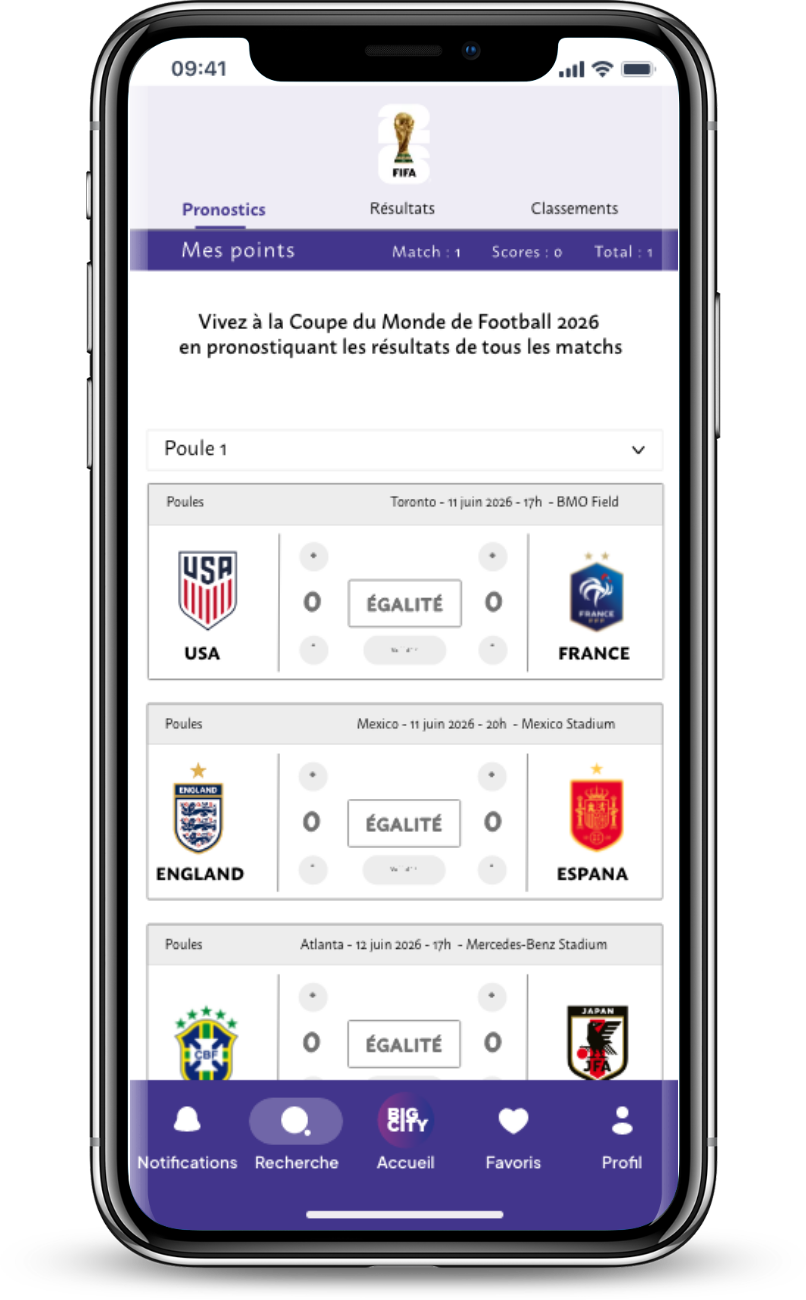 09:41
FIFA
Pronostics Résultats Classements
Mes points Match : 1 Scores : 0 Total : 1
Vivez à la Coupe du Monde de Football 2026
en pronostiquant les résultats de tous les matchs
Poule 1
Poules Toronto - 11 juin 2026 - 17h - BMO Field
USA FRANCE
0 ÉGALITÉ 0
USA FRANCE
Poules Mexico - 11 juin 2026 - 20h - Mexico Stadium
ENGLAND
0 ÉGALITÉ 0
ENGLAND ESPANA
Poules Atlanta - 12 juin 2026 - 17h - Mercedes-Benz Stadium
JAPAN
0 ÉGALITÉ 0
CBF JFA
BIG
CITY
Notifications Recherche Accueil Favoris Profil